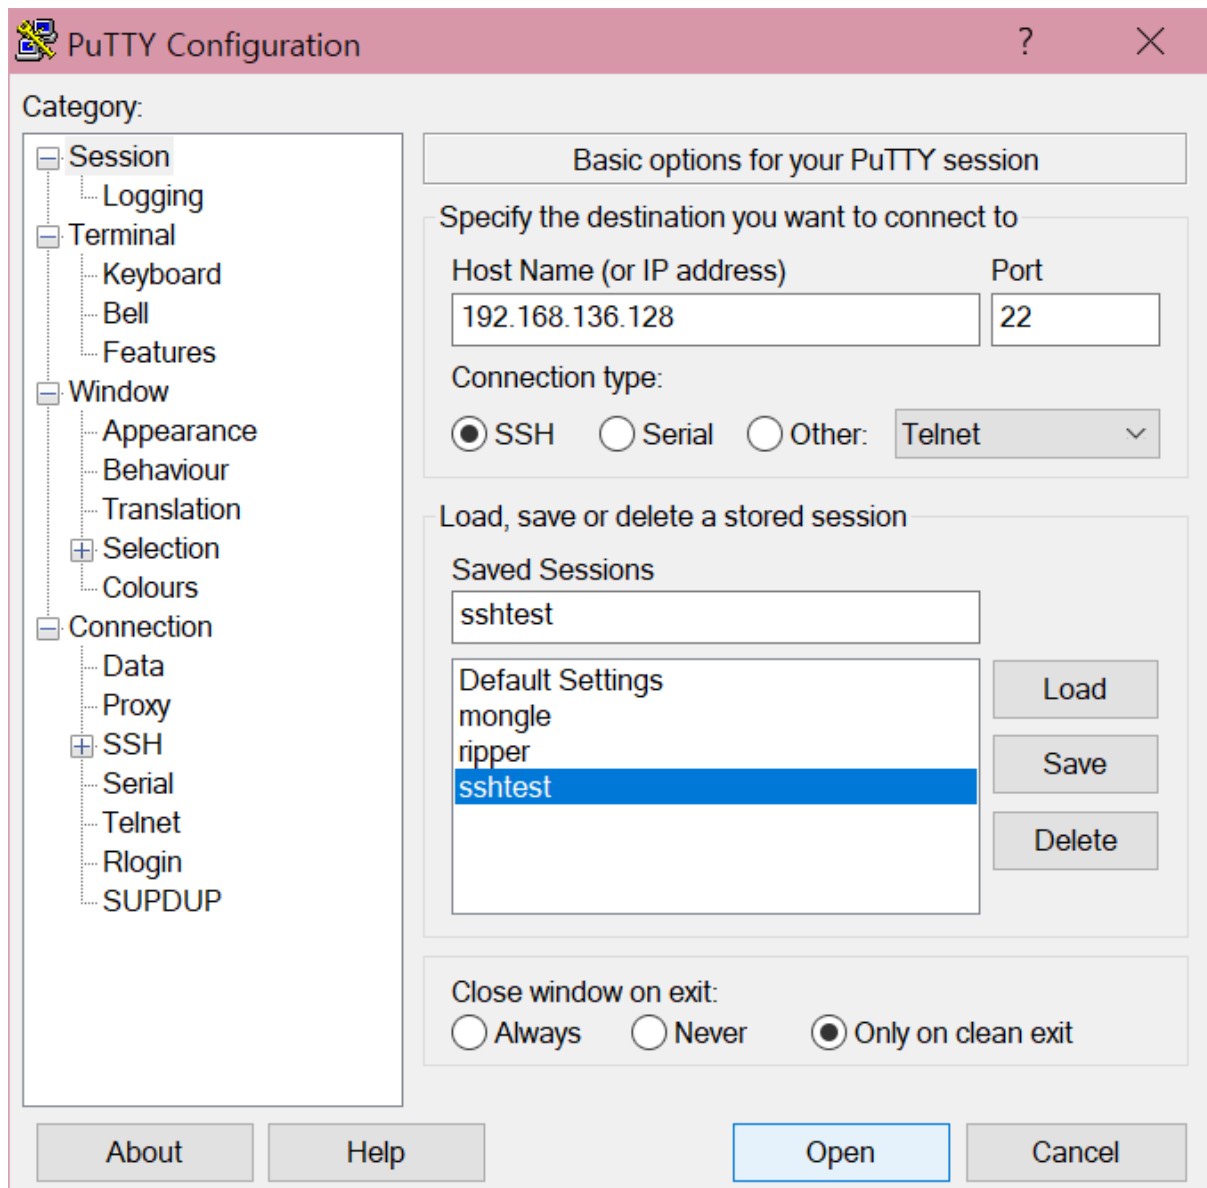 PuTTY Configuration
?
Category:
Session
Logging
Terminal
Keyboard
Bell
Features
Window
Appearance
Behaviour
Translation
Selection
Colours
Connection
Data
Proxy
SSH
Serial
Telnet
Rlogin
SUPDUP
Basic options for your PuTTY session
Specify the destination you want to connect to
Host Name (or IP address) Port
192.168.136.128 22
Connection type:
SSH Serial Other: Telnet
Load, save or delete a stored session
Saved Sessions
sshtest
Default Settings
mongle
ripper
sshtest
Load
Save
Delete
Close window on exit:
Always Never Only on clean exit
About Help Open Cancel